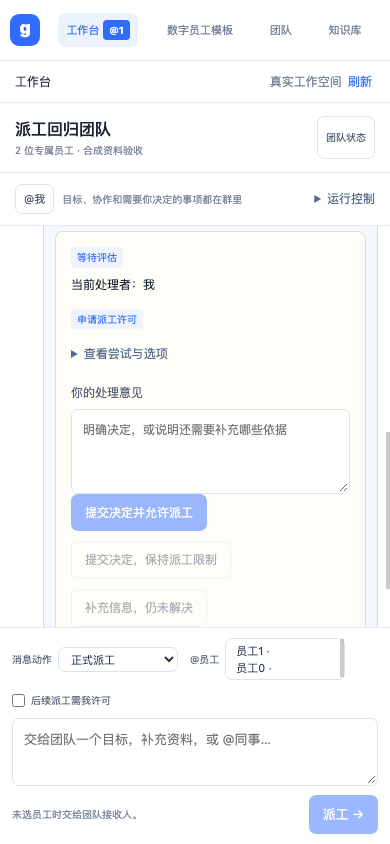 g
工作台 @1 数字员工模板 团队 知识库
工作台 真实工作空间 刷新
派工回归团队
2 位专属员工 · 合成资料验收
团队状态
@我 目标、协作和需要你决定的事项都在群里 ▶ 运行控制
等待评估
当前处理者：我
申请派工许可
▶ 查看尝试与选项
你的处理意见
明确决定，或说明还需要补充哪些依据
提交决定并允许派工
提交决定，保持派工限制
补充信息，仍未解决
消息动作 正式派工 @员工 员工1 ·
员工0 ·
后续派工需我许可
交给团队一个目标，补充资料，或 @同事...
未选员工时交给团队接收人。 派工 →